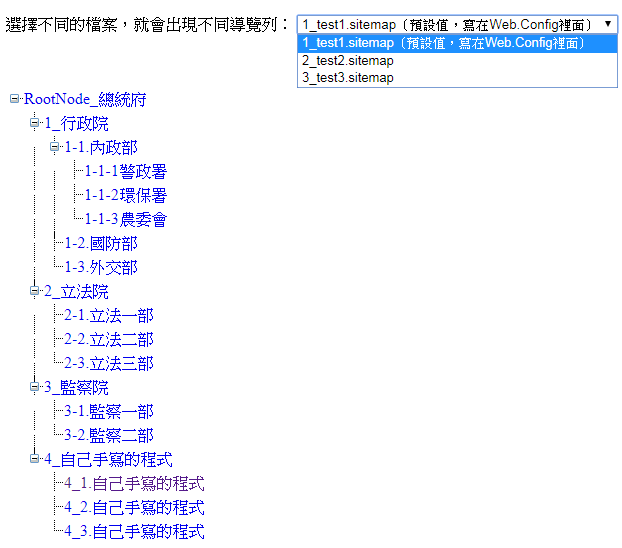 選擇不同的檔案，就會出現不同導覽列： 1_test1.sitemap（預設值，寫在Web.Config裡面）
1_test1.sitemap（預設值，寫在Web.Config裡面）
2_test2.sitemap
3_test3.sitemap
RootNode_總統府
1_行政院
1-1.內政部
1-1-1警政署
1-1-2環保署
1-1-3農委會
1-2.國防部
1-3.外交部
2_立法院
2-1.立法一部
2-2.立法二部
2-3.立法三部
3_監察院
3-1.監察一部
3-2.監察二部
4_自己手寫的程式
4_1.自己手寫的程式
4_2.自己手寫的程式
4_3.自己手寫的程式